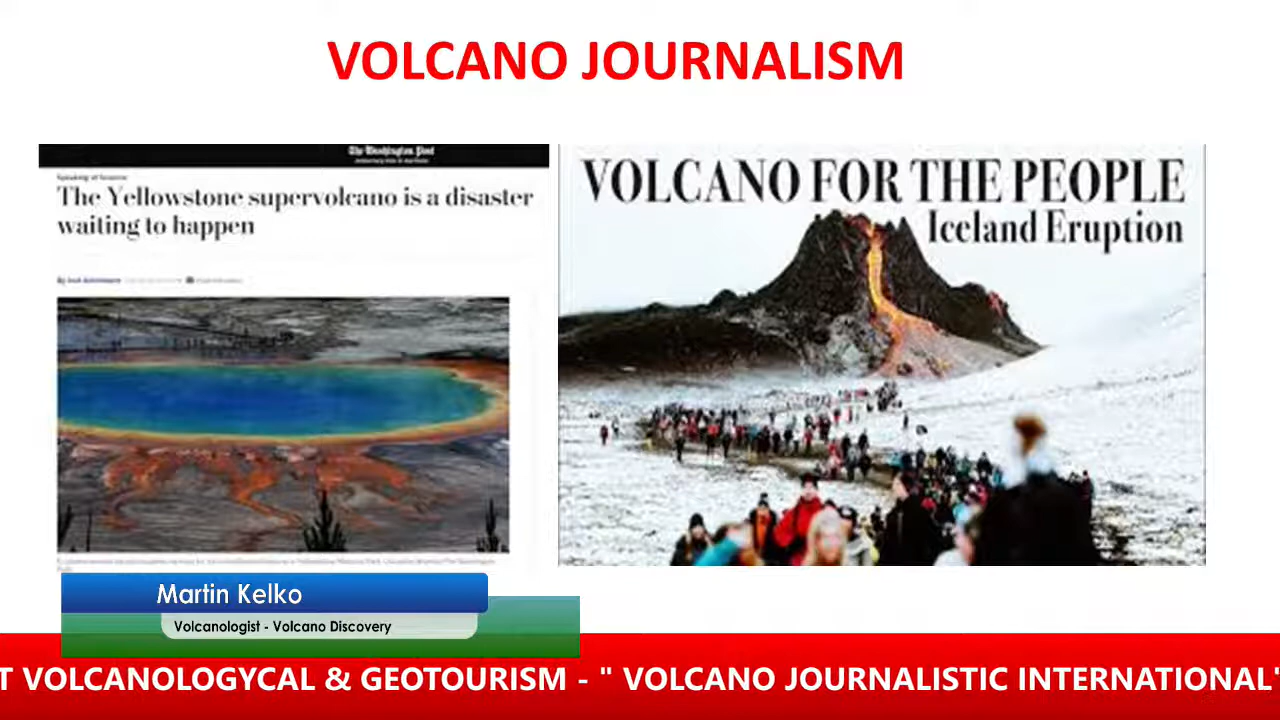 VOLCANO JOURNALISM
The Washington Post
The Yellowstone supervolcano is a disaster
waiting to happen
VOLCANO FOR THE PEOPLE
Iceland Eruption
Martin Kelko
Volcanologist - Volcano Discovery
T VOLCANOLOGYCAL & GEOTOURISM - " VOLCANO JOURNALISTIC INTERNATIONAL"